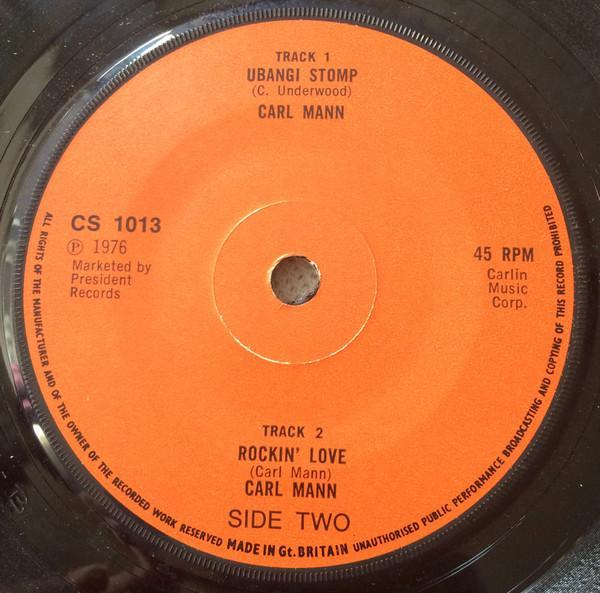 TRACK 1
UBANGI STOMP
(C. Underwood)
CARL MANN
CS 1013
℗ 1976
Marketed by
President
Records
45 RPM
Carlin
Music
Corp.
TRACK 2
ROCKIN' LOVE
(Carl Mann)
CARL MANN
SIDE TWO
ALL RIGHTS OF THE MANUFACTURER AND OF THE OWNER OF THE RECORDED WORK RESERVED MADE IN Gt. BRITAIN UNAUTHORISED PUBLIC PERFORMANCE BROADCASTING AND COPYING OF THIS RECORD PROHIBITED